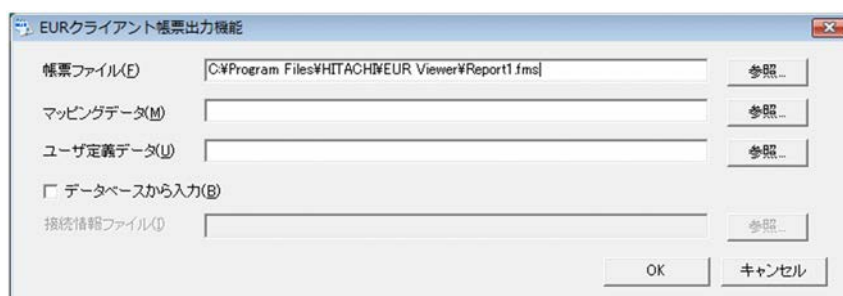 EURクライアント帳票出力機能
帳票ファイル(F) C:¥Program Files¥HITACHI¥EUR Viewer¥Report1.fms 参照...
マッピングデータ(M) 参照...
ユーザ定義データ(U) 参照...
データベースから入力(B)
接続情報ファイル(I) 参照...
OK キャンセル